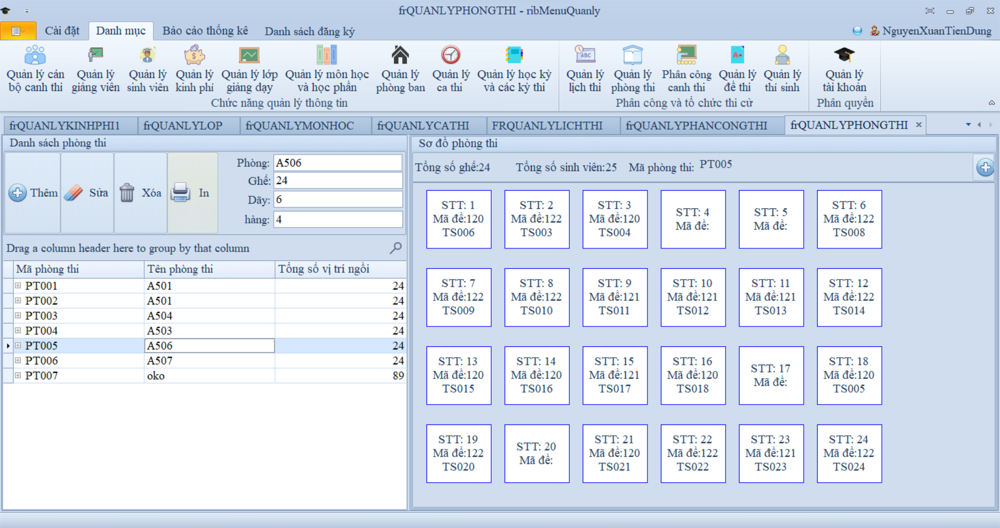 frQUANLYPHONGTHI - ribMenuQuanly
Cài đặt
Danh mục
Báo cáo thống kê
Danh sách đăng ký
NguyenXuanTienDung
Quản lý cán bộ canh thi
Quản lý giảng viên
Quản lý sinh viên
Quản lý kinh phí
Quản lý lớp giảng dạy
Quản lý môn học và học phần
Quản lý phòng ban
Quản lý ca thi
Quản lý học kỳ và các kỳ thi
Quản lý lịch thi
Quản lý phòng thi
Phân công canh thi
Quản lý đề thi
Quản lý thí sinh
Quản lý tài khoản
Chức năng quản lý thông tin
Phân công và tổ chức thi cử
Phân quyền
frQUANLYKINHPHI1
frQUANLYLOP
frQUANLYMONHOC
frQUANLYCATHI
FRQUANLYLICHTHI
frQUANLYPHANCONGTHI
frQUANLYPHONGTHI
Danh sách phòng thi
Thêm
Sửa
Xóa
In
Phòng: A506
Ghế: 24
Dãy: 6
hàng: 4
Drag a column header here to group by that column
Mã phòng thi Tên phòng thi Tổng số vị trí ngồi
PT001 A501 24
PT002 A501 24
PT003 A504 24
PT004 A503 24
PT005 A506 24
PT006 A507 24
PT007 oko 89
Sơ đồ phòng thi
Tổng số ghế:24 Tổng số sinh viên:25 Mã phòng thi: PT005
STT: 1
Mã đề:120
TS006
STT: 2
Mã đề:122
TS003
STT: 3
Mã đề:120
TS004
STT: 4
Mã đề:
STT: 5
Mã đề:
STT: 6
Mã đề:122
TS008
STT: 7
Mã đề:122
TS009
STT: 8
Mã đề:122
TS010
STT: 9
Mã đề:121
TS011
STT: 10
Mã đề:121
TS012
STT: 11
Mã đề:121
TS013
STT: 12
Mã đề:122
TS014
STT: 13
Mã đề:120
TS015
STT: 14
Mã đề:120
TS016
STT: 15
Mã đề:121
TS017
STT: 16
Mã đề:120
TS018
STT: 17
Mã đề:
STT: 18
Mã đề:120
TS005
STT: 19
Mã đề:122
TS020
STT: 20
Mã đề:
STT: 21
Mã đề:120
TS021
STT: 22
Mã đề:122
TS022
STT: 23
Mã đề:121
TS023
STT: 24
Mã đề:122
TS024